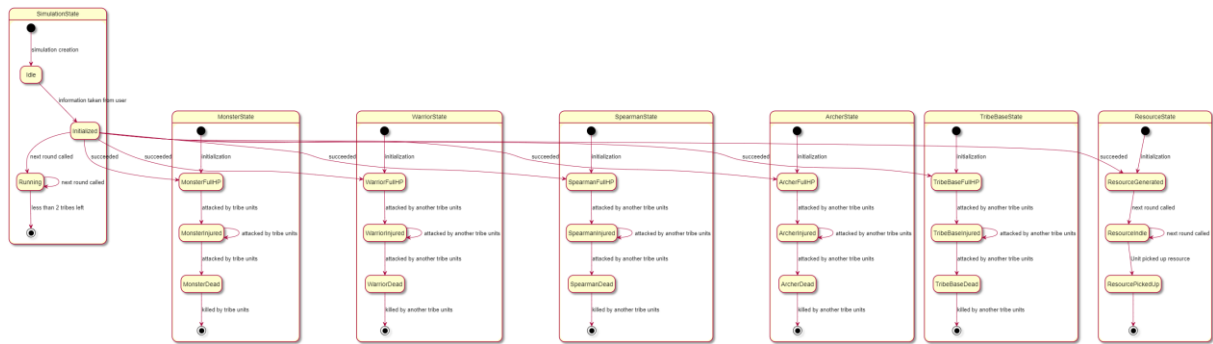 SimulationState
simulation creation
Idle
Information taken from user
Initialized
next round called
Running
next round called
less than 2 tribes left
succeeded
succeeded
succeeded
succeeded
succeeded
succeeded
MonsterState
initialization
MonsterFullHP
attacked by tribe units
MonsterInjured
attacked by tribe units
attacked by tribe units
MonsterDead
killed by tribe units
WarriorState
initialization
WarriorFullHP
attacked by another tribe units
WarriorInjured
attacked by another tribe units
attacked by another tribe units
WarriorDead
killed by another tribe units
SpearmanState
initialization
SpearmanFullHP
attacked by another tribe units
SpearmanInjured
attacked by another tribe units
attacked by another tribe units
SpearmanDead
killed by another tribe units
ArcherState
initialization
ArcherFullHP
attacked by another tribe units
ArcherInjured
attacked by another tribe units
attacked by another tribe units
ArcherDead
killed by another tribe units
TribeBaseState
initialization
TribeBaseFullHP
attacked by another tribe units
TribeBaseInjured
attacked by another tribe units
attacked by another tribe units
TribeBaseDead
killed by another tribe units
ResourceState
initialization
ResourceGenerated
next round called
ResourceIndle
next round called
Unit picked up resource
ResourcePickedUp